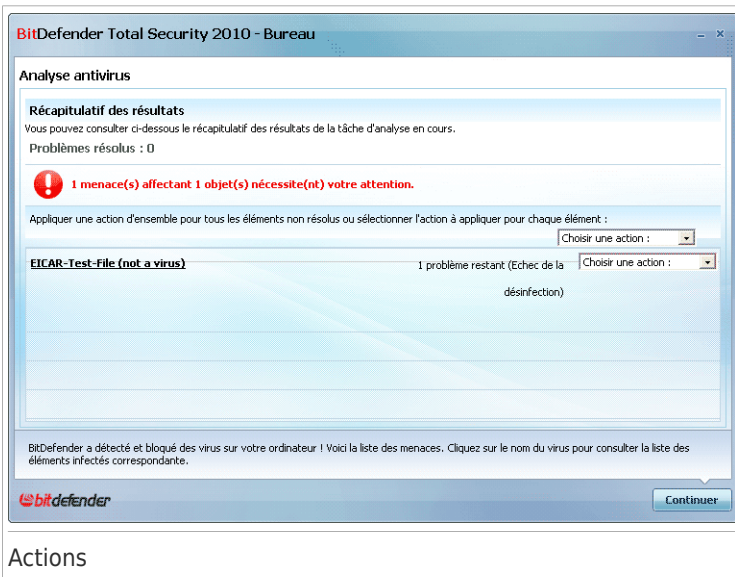 BitDefender Total Security 2010 - Bureau
Analyse antivirus
Récapitulatif des résultats
Vous pouvez consulter ci-dessous le récapitulatif des résultats de la tâche d'analyse en cours.
Problèmes résolus : 0
1 menace(s) affectant 1 objet(s) nécessite(nt) votre attention.
Appliquer une action d'ensemble pour tous les éléments non résolus ou sélectionner l'action à appliquer pour chaque élément :
Choisir une action :
EICAR-Test-File (not a virus)
1 problème restant (Echec de la
désinfection)
Choisir une action :
BitDefender a détecté et bloqué des virus sur votre ordinateur ! Voici la liste des menaces. Cliquez sur le nom du virus pour consulter la liste des
éléments infectés correspondante.
bitdefender
Continuer
Actions